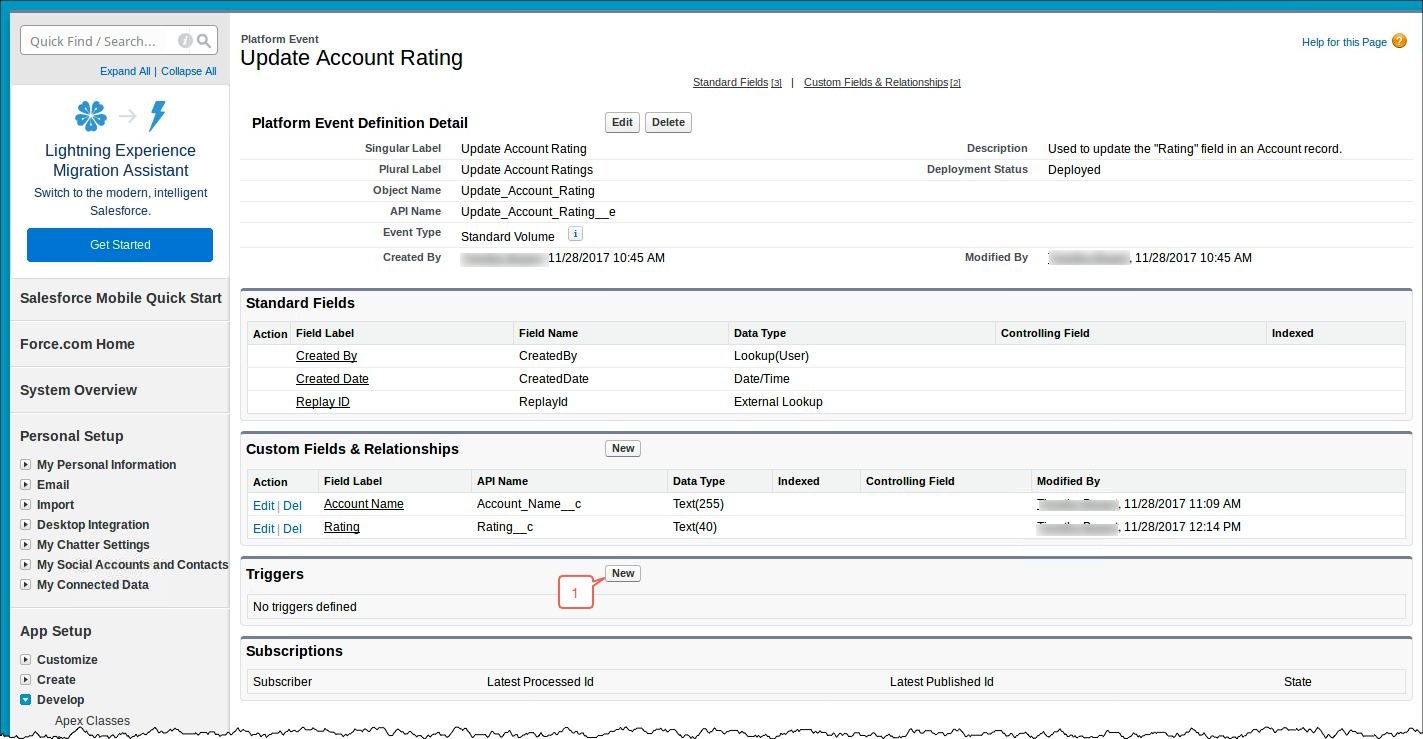 Quick Find / Search...
Expand All | Collapse All
Lightning Experience
Migration Assistant
Switch to the modern, intelligent
Salesforce.
Get Started
Salesforce Mobile Quick Start
Force.com Home
System Overview
Personal Setup
My Personal Information
Email
Import
Desktop Integration
My Chatter Settings
My Social Accounts and Contacts
My Connected Data
App Setup
Customize
Create
Develop
Apex Classes
Platform Event
Update Account Rating
Help for this Page ?
Standard Fields [3] | Custom Fields & Relationships [2]
Platform Event Definition Detail Edit Delete
Singular Label Update Account Rating Description Used to update the "Rating" field in an Account record.
Plural Label Update Account Ratings Deployment Status Deployed
Object Name Update_Account_Rating
API Name Update_Account_Rating__e
Event Type Standard Volume i
Created By 11/28/2017 10:45 AM Modified By , 11/28/2017 10:45 AM
Standard Fields
Action Field Label Field Name Data Type Controlling Field Indexed
Created By CreatedBy Lookup(User)
Created Date CreatedDate Date/Time
Replay ID ReplayId External Lookup
Custom Fields & Relationships New
Action Field Label API Name Data Type Indexed Controlling Field Modified By
Edit | Del Account Name Account_Name__c Text(255) , 11/28/2017 11:09 AM
Edit | Del Rating Rating__c Text(40) , 11/28/2017 12:14 PM
Triggers New
1
No triggers defined
Subscriptions
Subscriber Latest Processed Id Latest Published Id State